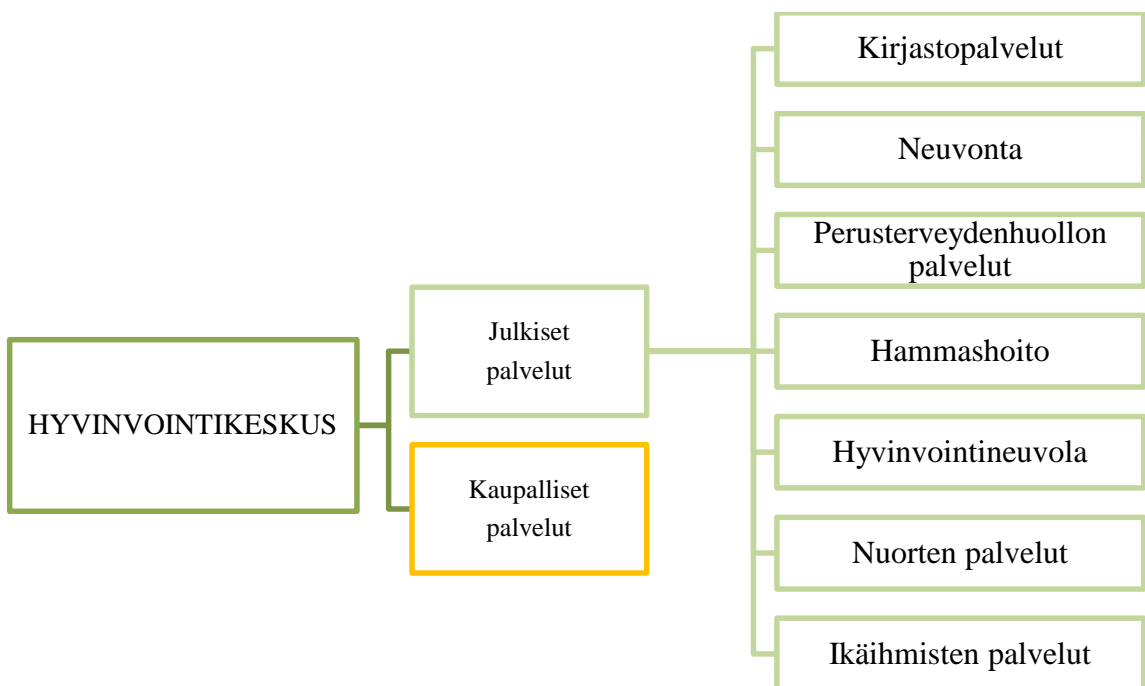 HYVINVOINTIKESKUS
Julkiset
palvelut
Kaupalliset
palvelut
Kirjastopalvelut
Neuvonta
Perusterveydenhuollon
palvelut
Hammashoito
Hyvinvointineuvola
Nuorten palvelut
Ikäihmisten palvelut